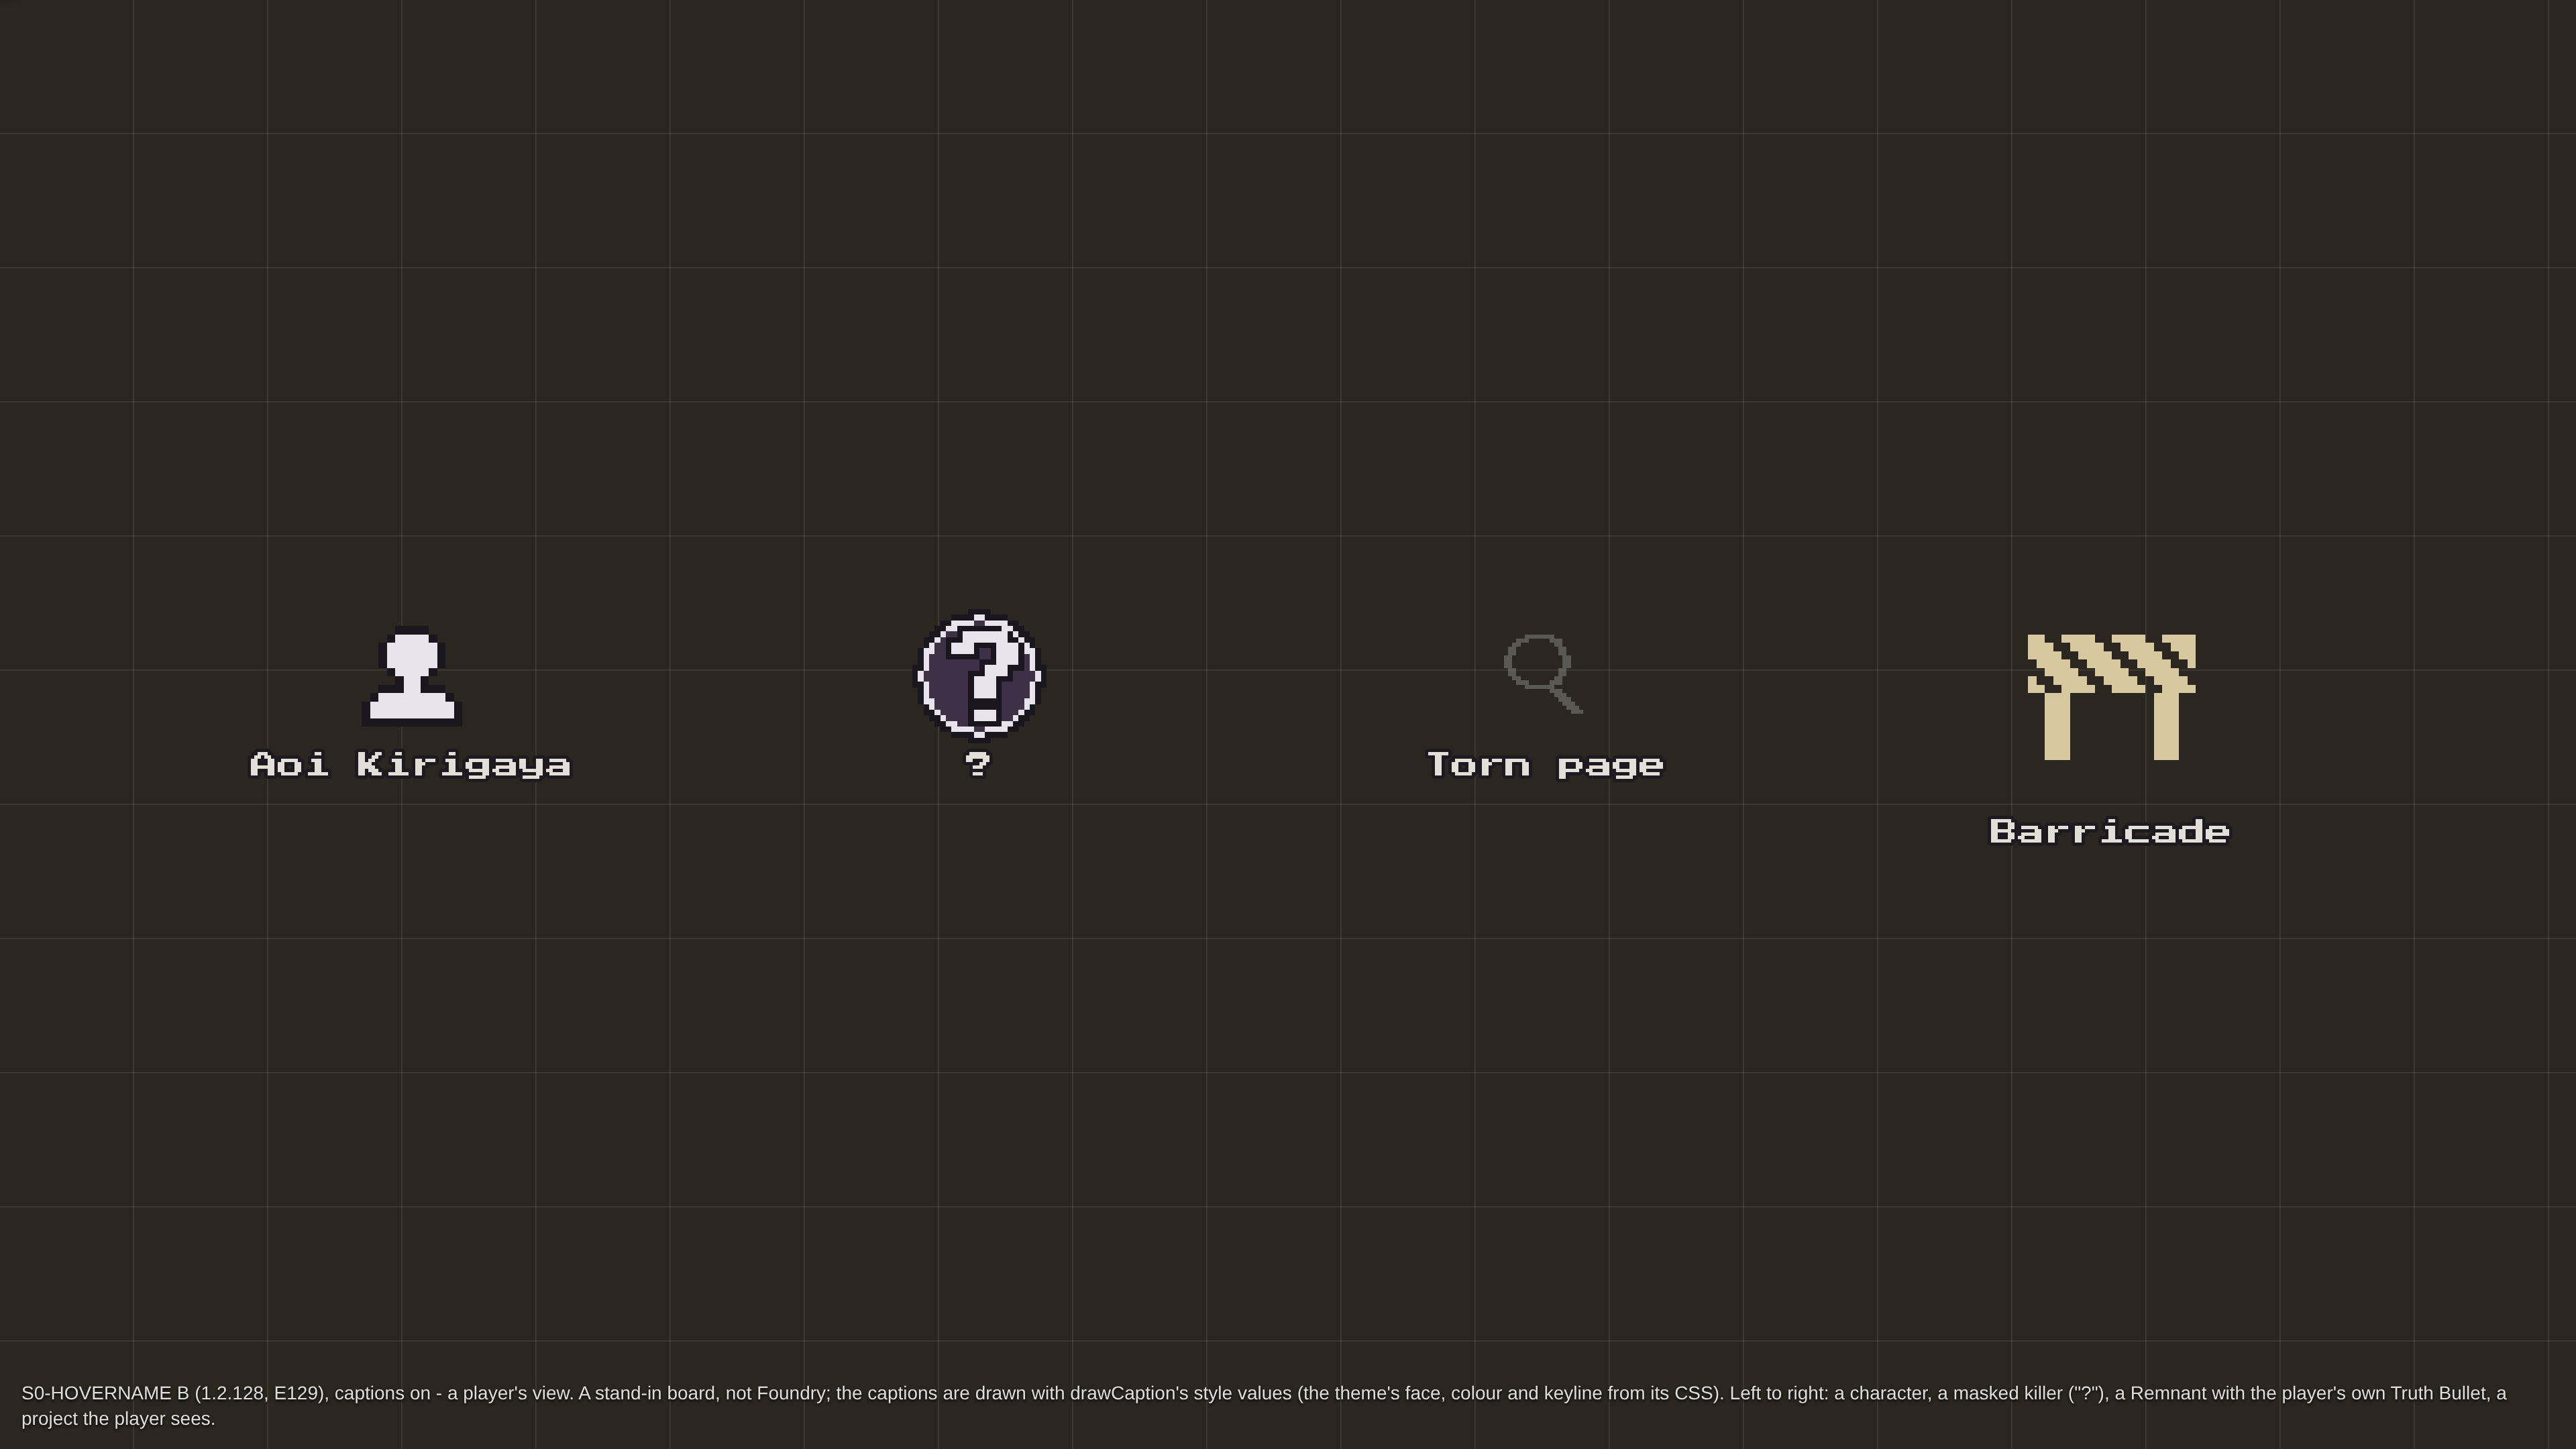 ?
Aoi Kirigaya
?
Torn page
Barricade
S0-HOVERNAME B (1.2.128, E129), captions on - a player's view. A stand-in board, not Foundry; the captions are drawn with drawCaption's style values (the theme's face, colour and keyline from its CSS). Left to right: a character, a masked killer ("?"), a Remnant with the player's own Truth Bullet, a
project the player sees.